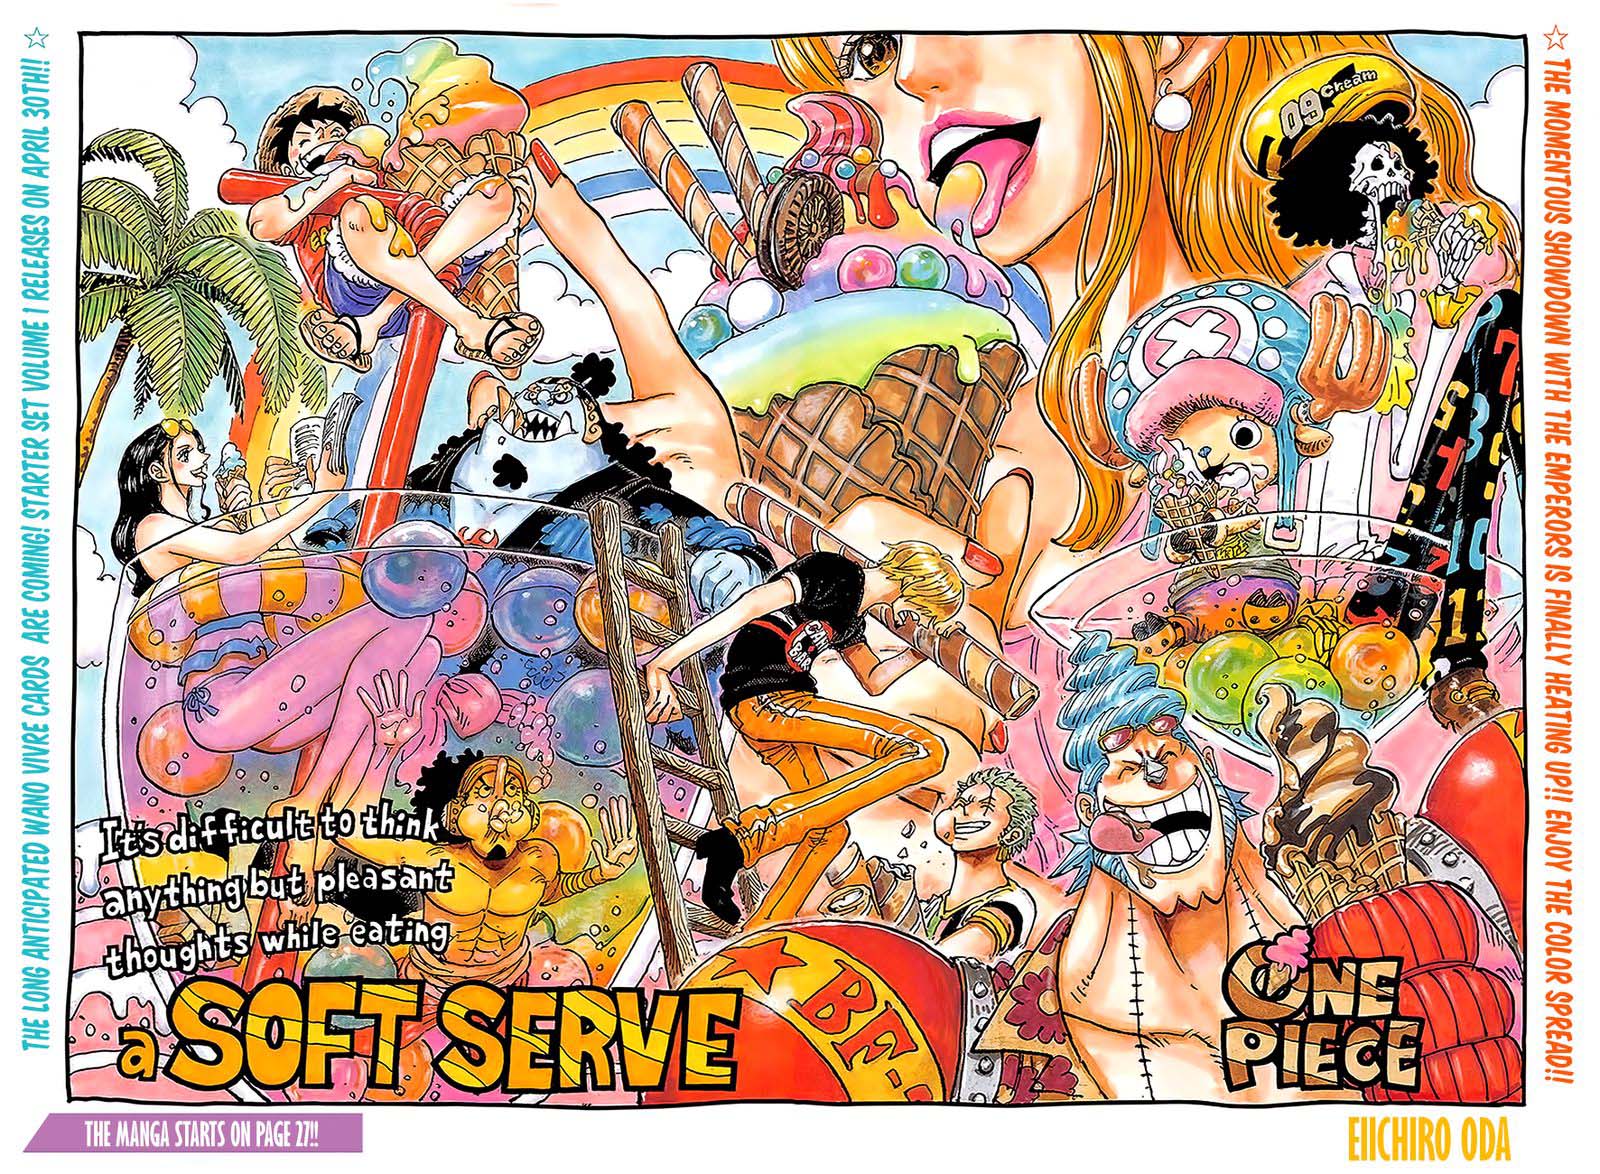 ☆ THE LONG ANTICIPATED WANO VIVRE CARDS ARE COMING! STARTER SET VOLUME 1 RELEASES ON APRIL 30TH!!
☆ THE MOMENTOUS SHOWDOWN WITH THE EMPERORS IS FINALLY HEATING UP!! ENJOY THE COLOR SPREAD!!
09 Cream
It's difficult to think
anything but pleasant
thoughts while eating
a SOFT SERVE
BF-
ONE
PIECE
THE MANGA STARTS ON PAGE 27!!
EIICHIRO ODA